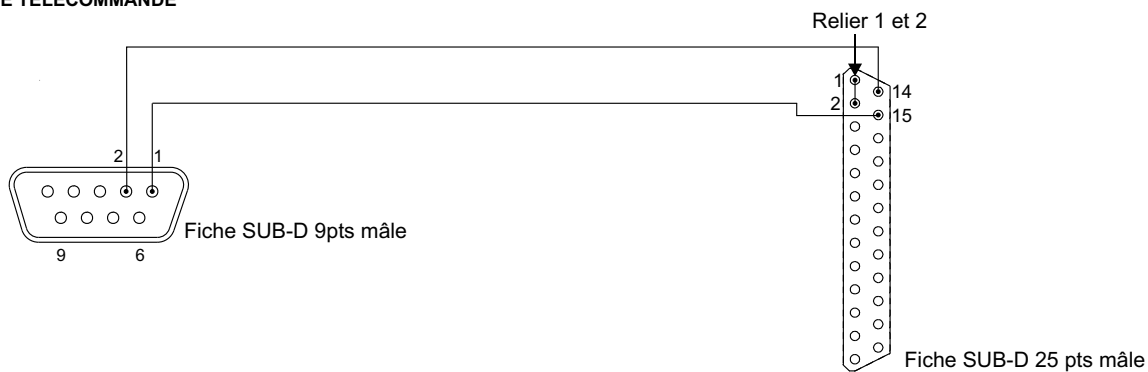 E TELECOMMANDE
Relier 1 et 2
1
14
2
15
2 1
Fiche SUB-D 9pts mâle
9 6
Fiche SUB-D 25 pts mâle